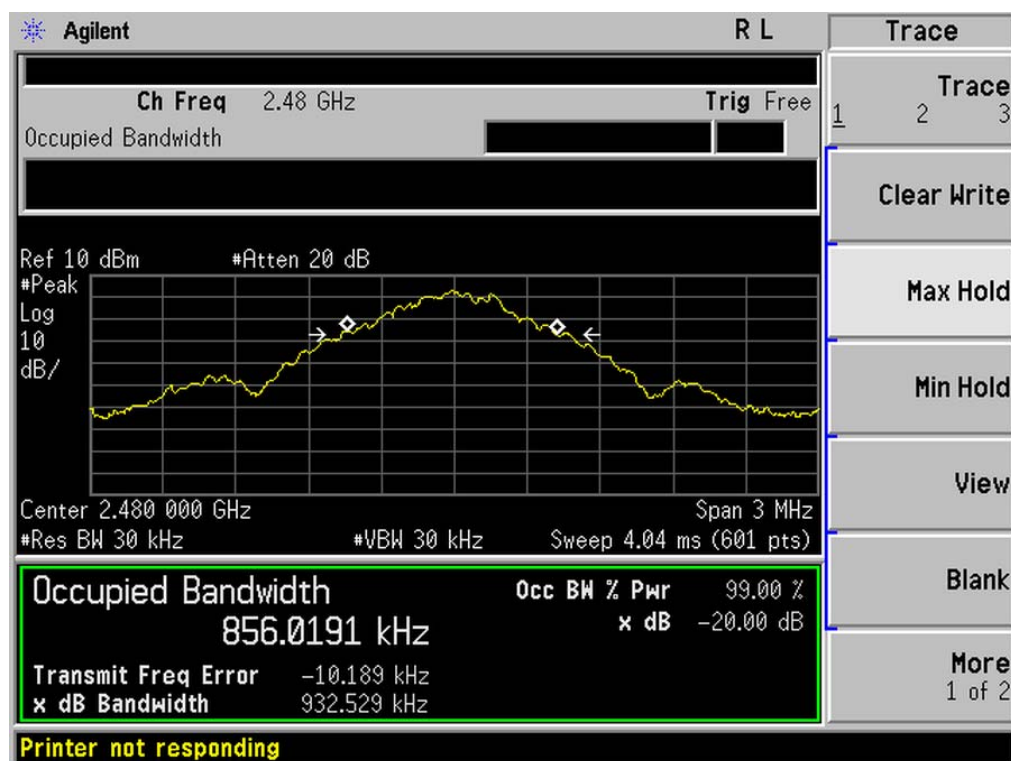 Agilent R L Trace
Ch Freq 2.48 GHz Trig Free
Occupied Bandwidth
Trace
1 2 3
Clear Write
Max Hold
Min Hold
View
Blank
More
1 of 2
Ref 10 dBm #Atten 20 dB
#Peak
Log
10
dB/
Center 2.480 000 GHz Span 3 MHz
#Res BW 30 kHz #VBW 30 kHz Sweep 4.04 ms (601 pts)
Occupied Bandwidth Occ BW % Pwr 99.00 %
856.0191 kHz x dB -20.00 dB
Transmit Freq Error -10.189 kHz
x dB Bandwidth 932.529 kHz
Printer not responding